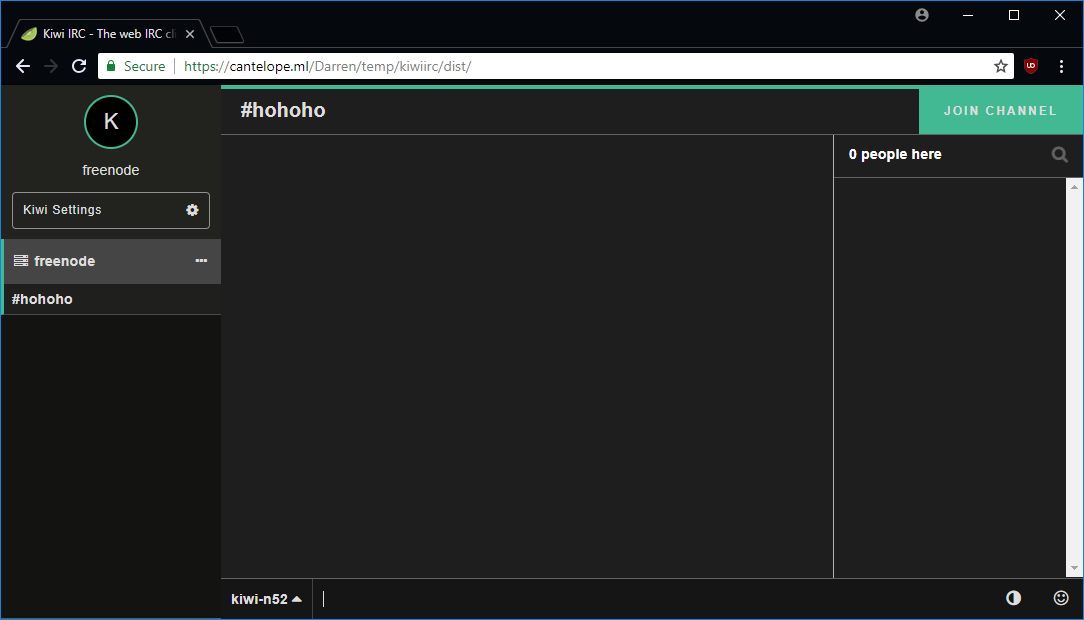 Kiwi IRC - The web IRC cli
Secure
https://cantelope.ml/Darren/temp/kiwiirc/dist/
UD
K
freenode
Kiwi Settings
freenode
#hohoho
#hohoho
JOIN CHANNEL
0 people here
kiwi-n52